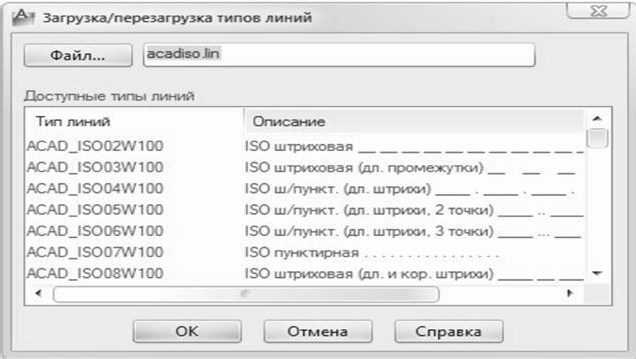 Загрузка/перезагрузка типов линий
Файл... acadiso.lin
Доступные типы линий
Тип линий Описание
ACAD_ISO02W100 ISO штриховая __ __ __ __ __ __ __ __ __ __
ACAD_ISO03W100 ISO штриховая (дл. промежутки) __ __ __
ACAD_ISO04W100 ISO ш/пункт. (дл. штрихи) ____ . ____ . ____ .
ACAD_ISO05W100 ISO ш/пункт. (дл. штрихи, 2 точки) ____ .. ____
ACAD_ISO06W100 ISO ш/пункт. (дл. штрихи, 3 точки) ____ ... ____
ACAD_ISO07W100 ISO пунктирная . . . . . . . . . . . . . . .
ACAD_ISO08W100 ISO штриховая (дл. и кор. штрихи) ____ __ ___
OK Отмена Справка